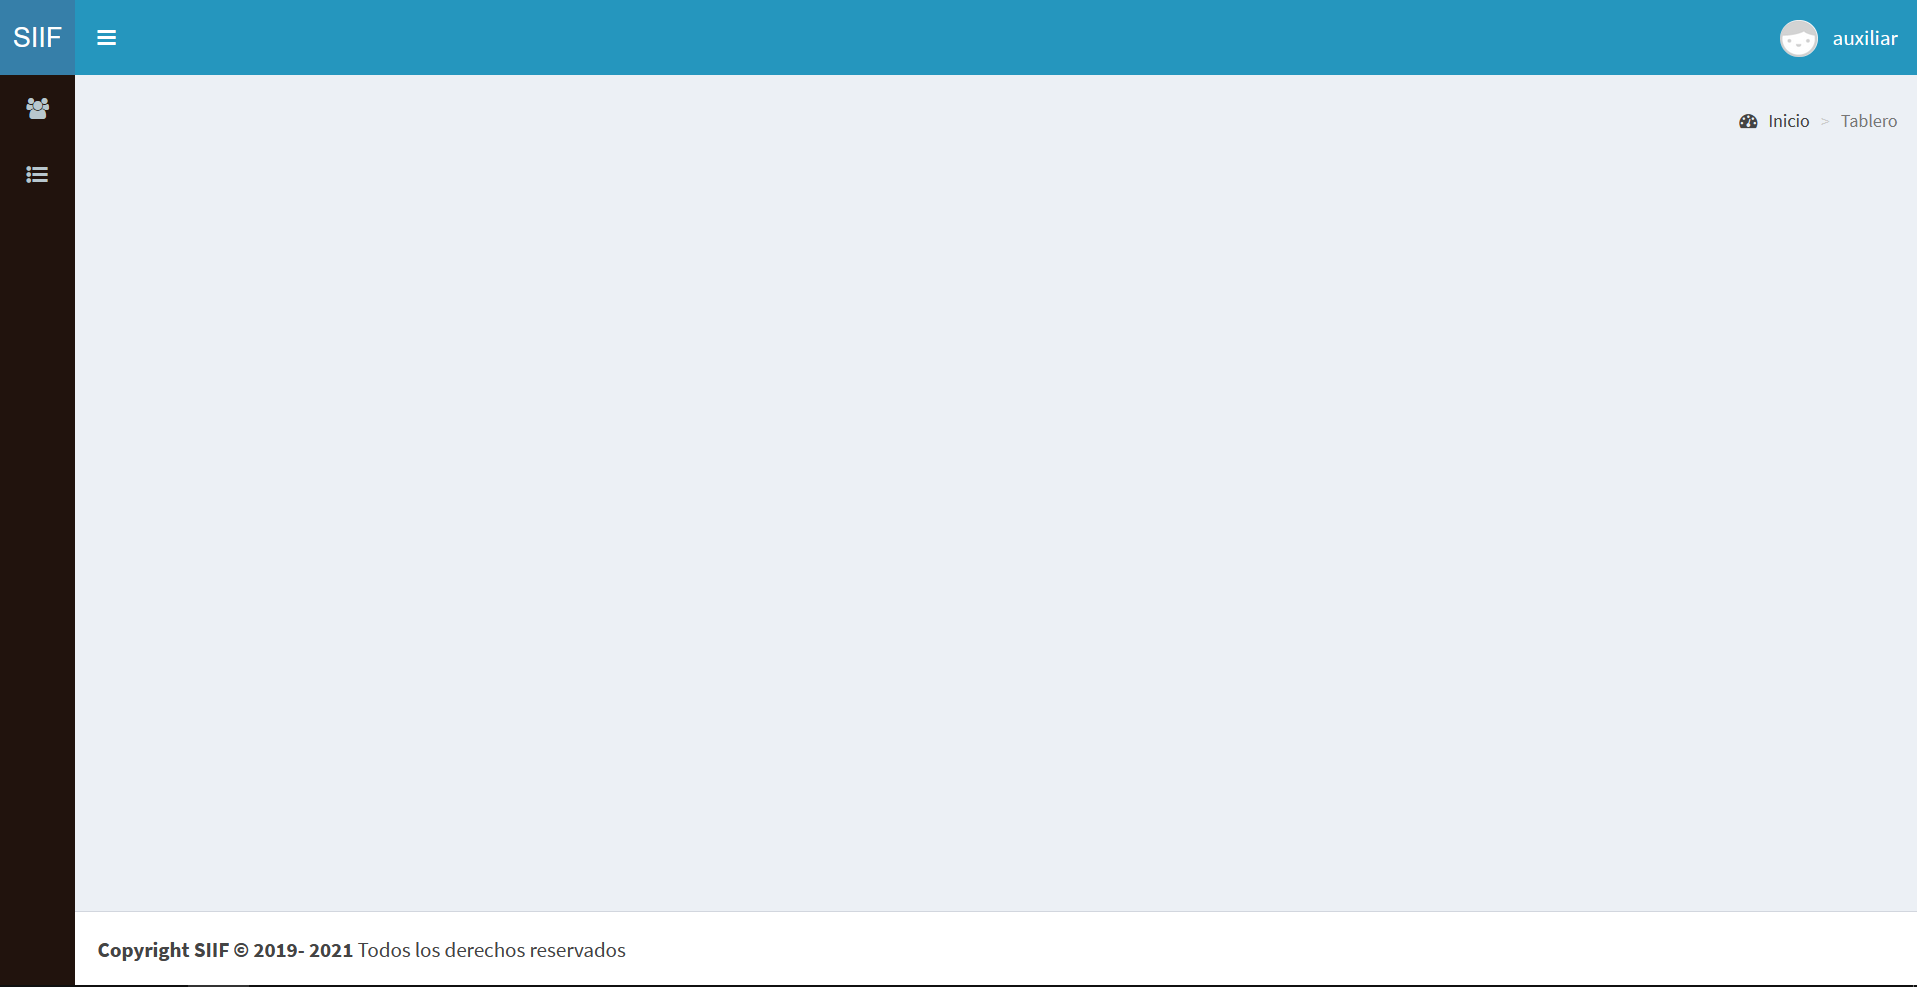 SIIF
auxiliar
Inicio > Tablero
Copyright SIIF © 2019- 2021 Todos los derechos reservados